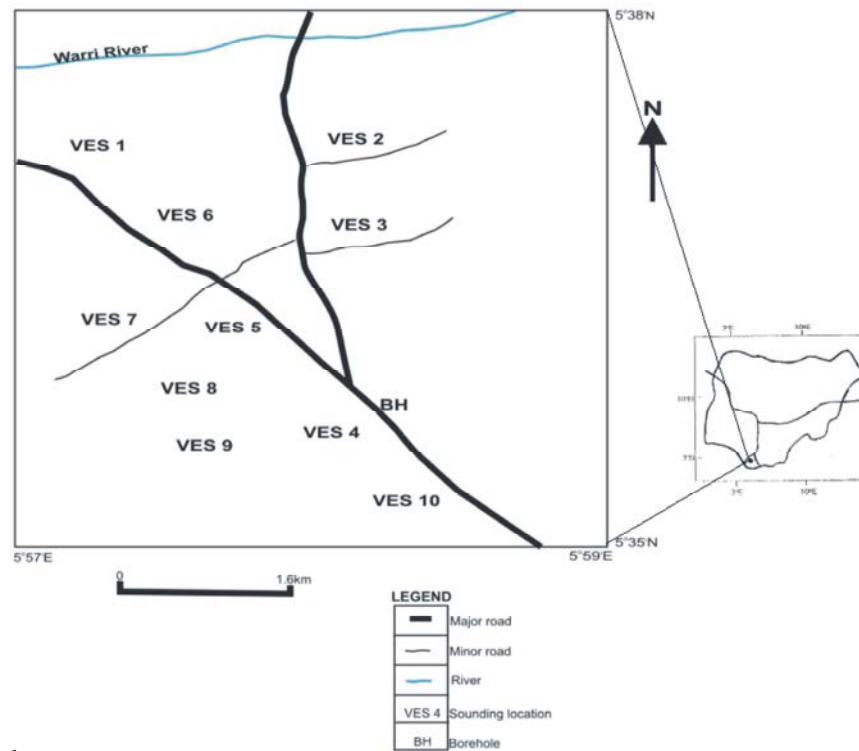 5°38'N
Warri River
N
VES 1
VES 2
VES 6
VES 3
VES 7
VES 5
VES 8
BH
VES 4
VES 9
VES 10
5°57'E
5°59'E
5°35'N
0
1.6km
LEGEND
Major road
Minor road
River
VES 4 Sounding location
BH Borehole
10°E
10°E